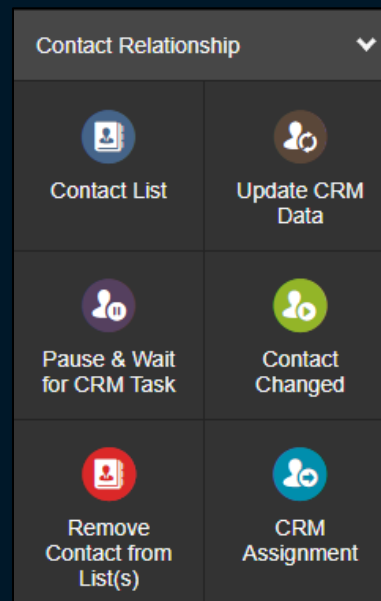 Contact Relationship
Contact List
Update CRM
Data
Pause & Wait
for CRM Task
Contact
Changed
Remove
Contact from
List(s)
CRM
Assignment